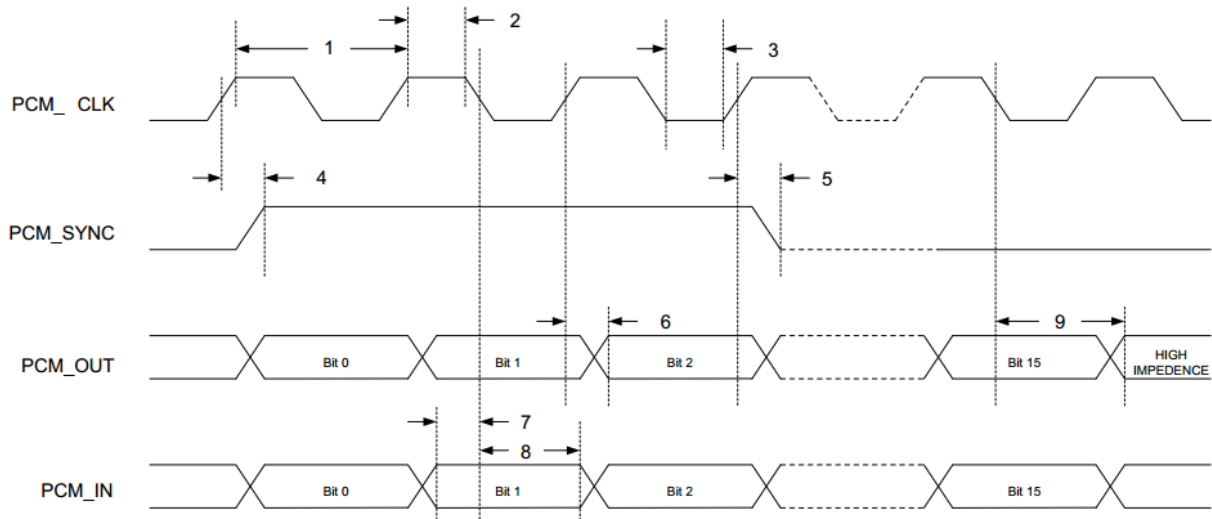 1
2
3
PCM_ CLK
4
5
PCM_SYNC
6
9
PCM_OUT
Bit 0
Bit 1
Bit 2
Bit 15
HIGH
IMPEDENCE
7
8
PCM_IN
Bit 0
Bit 1
Bit 2
Bit 15